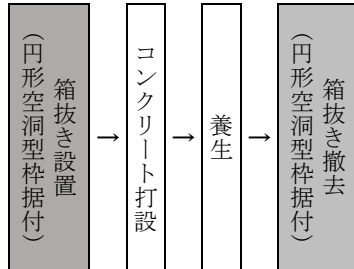 箱抜き設置
（円形空洞型枠据付）
→
コンクリート打設
→
養生
→
箱抜き撤去
（円形空洞型枠据付）